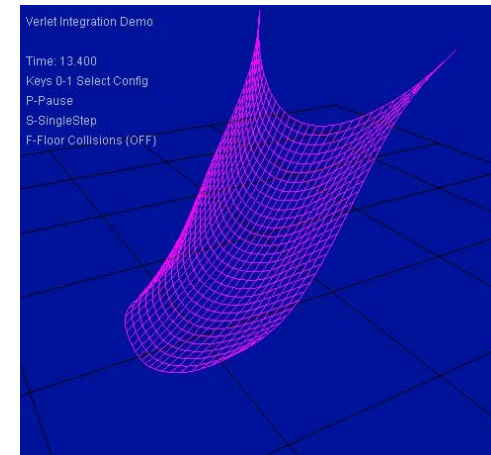 Verlet Integration Demo
Time: 13.400
Keys 0-1 Select Config
P-Pause
S-SingleStep
F-Floor Collisions {OFF}